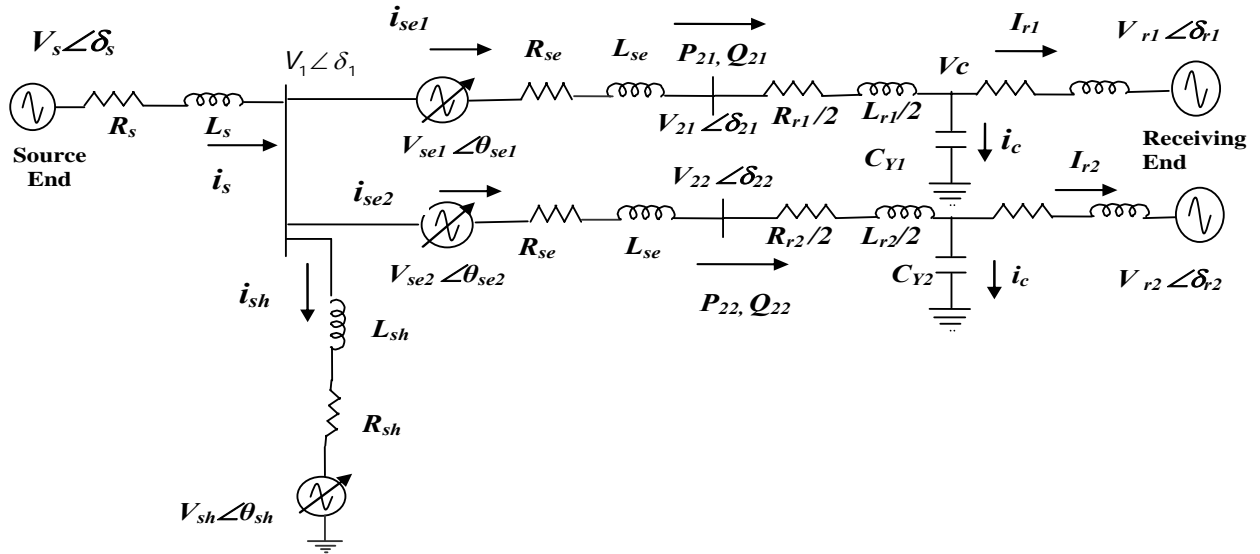 i_se1
I_r1
V_s∠δ_s
R_se
L_se
P_21, Q_21
V_r1∠δ_r1
V_1∠δ_1
Vc
R_s
L_s
V_21∠δ_21
R_r1/2
L_r1/2
Source
End
V_se1∠θ_se1
C_Y1
i_c
Receiving
End
i_s
i_se2
V_22∠δ_22
I_r2
R_se
L_se
R_r2/2
L_r2/2
V_se2∠θ_se2
C_Y2
i_c
V_r2∠δ_r2
i_sh
P_22, Q_22
L_sh
R_sh
V_sh∠θ_sh